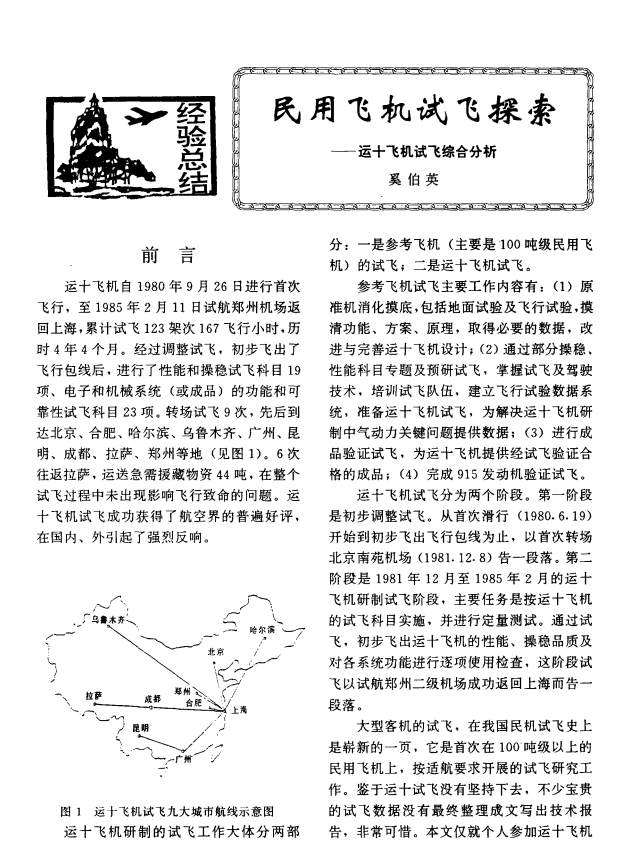 经验总结
民用飞机试飞探索
——运十飞机试飞综合分析
奚伯英
前言
运十飞机自1980年9月26日进行首次
飞行，至1985年2月11日试航郑州机场返
回上海，累计试飞123架次167飞行小时，历
时4年4个月。经过调整试飞，初步飞出了
飞行包线后，进行了性能和操稳试飞科目19
项、电子和机械系统（或成品）的功能和可
靠性试飞科目23项。转场试飞9次，先后到
达北京、合肥、哈尔滨、乌鲁木齐、广州、昆
明、成都、拉萨、郑州等地（见图1）。6次
往返拉萨，运送急需援藏物资44吨，在整个
试飞过程中未出现影响飞行致命的问题。运
十飞机试飞成功获得了航空界的普遍好评，
在国内、外引起了强烈反响。
乌鲁木齐
哈尔滨
北京
拉萨
成都
郑州
合肥
上海
昆明
广州
图1 运十飞机试飞九大城市航线示意图
运十飞机研制的试飞工作大体分两部
分：一是参考飞机（主要是100吨级民用飞
机）的试飞；二是运十飞机试飞。
参考飞机试飞主要工作内容有：（1）原
准机消化摸底，包括地面试验及飞行试验，摸
清功能、方案、原理，取得必要的数据，改
进与完善运十飞机设计；（2）通过部分操稳、
性能科目专题及预研试飞，掌握试飞及驾驶
技术，培训试飞队伍，建立飞行试验数据系
统，准备运十飞机试飞，为解决运十飞机研
制中气动力关键问题提供数据；（3）进行成
品验证试飞，为运十飞机提供经试飞验证合
格的成品；（4）完成915发动机验证试飞。
运十飞机试飞分为两个阶段。第一阶段
是初步调整试飞。从首次滑行（1980.6.19）
开始到初步飞出飞行包线为止，以首次转场
北京南苑机场（1981.12.8）告一段落。第二
阶段是1981年12月至1985年2月的运十
飞机研制试飞阶段，主要任务是按运十飞机
的试飞科目实施，并进行定量测试。通过试
飞，初步飞出运十飞机的性能、操稳品质及
对各系统功能进行逐项使用检查，这阶段试
飞以试航郑州二级机场成功返回上海而告一
段落。
大型客机的试飞，在我国民机试飞史上
是崭新的一页，它是首次在100吨级以上的
民用飞机上，按适航要求开展的试飞研究工
作。鉴于运十试飞没有坚持下去，不少宝贵
的试飞数据没有最终整理成文写出技术报
告，非常可惜。本文仅就个人参加运十飞机